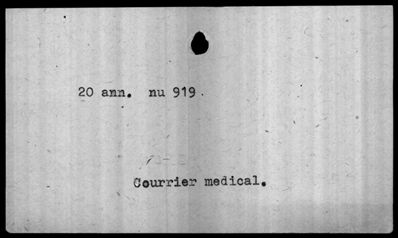 20 ann. nu 919.
Courrier medical.